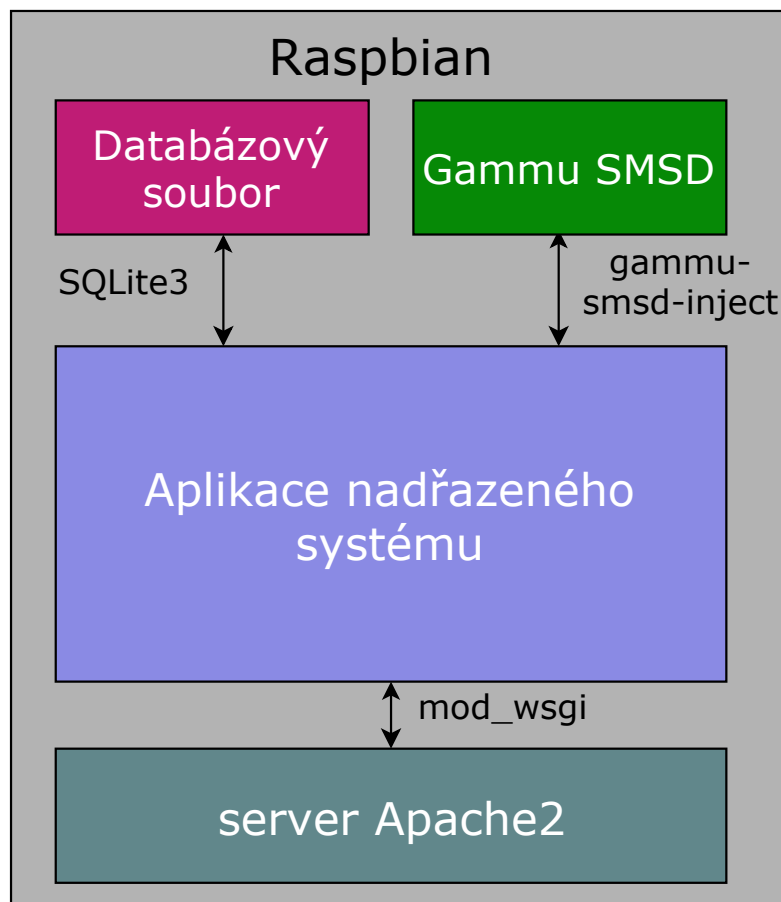 Raspbian
Databázový
soubor
Gammu SMSD
SQLite3
gammu-
smsd-inject
Aplikace nadřazeného
systému
mod_wsgi
server Apache2